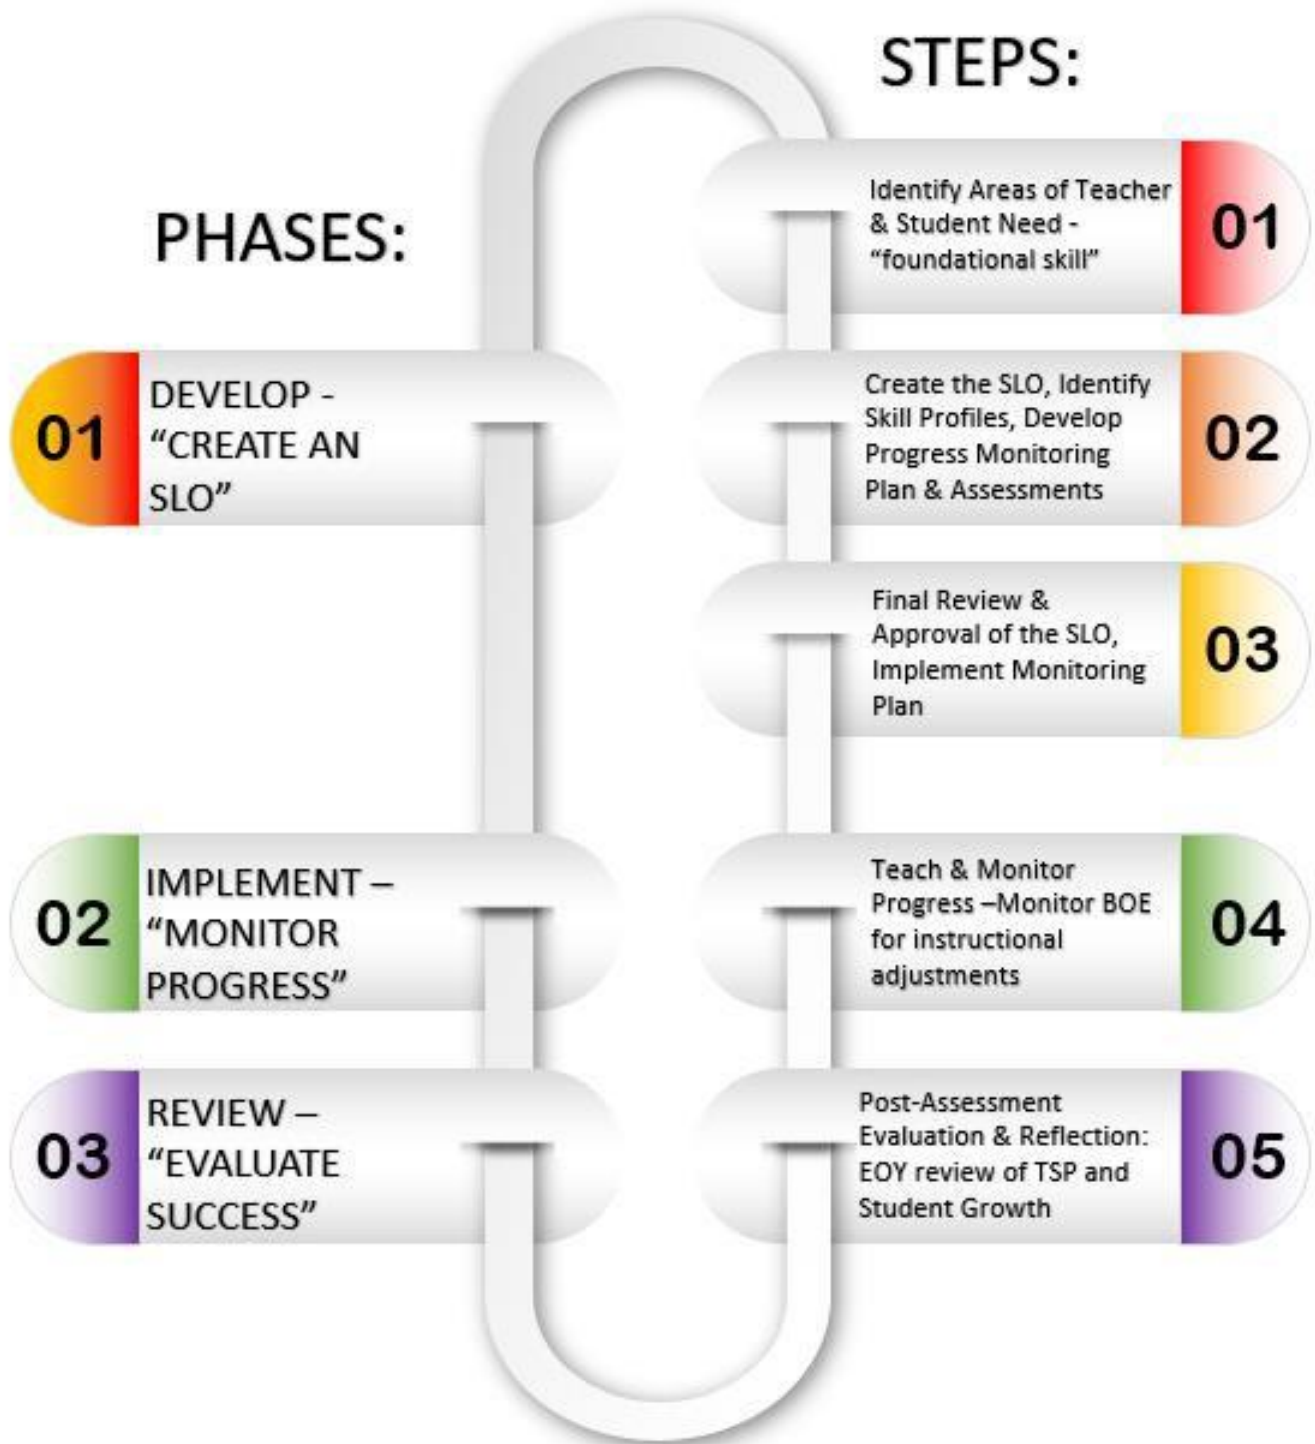 PHASES:
01
DEVELOP -
“CREATE AN
SLO”
02
IMPLEMENT –
“MONITOR
PROGRESS”
03
REVIEW –
“EVALUATE
SUCCESS”
STEPS:
Identify Areas of Teacher
& Student Need -
“foundational skill”
01
Create the SLO, Identify
Skill Profiles, Develop
Progress Monitoring
Plan & Assessments
02
Final Review &
Approval of the SLO,
Implement Monitoring
Plan
03
Teach & Monitor
Progress –Monitor BOE
for instructional
adjustments
04
Post-Assessment
Evaluation & Reflection:
EOY review of TSP and
Student Growth
05